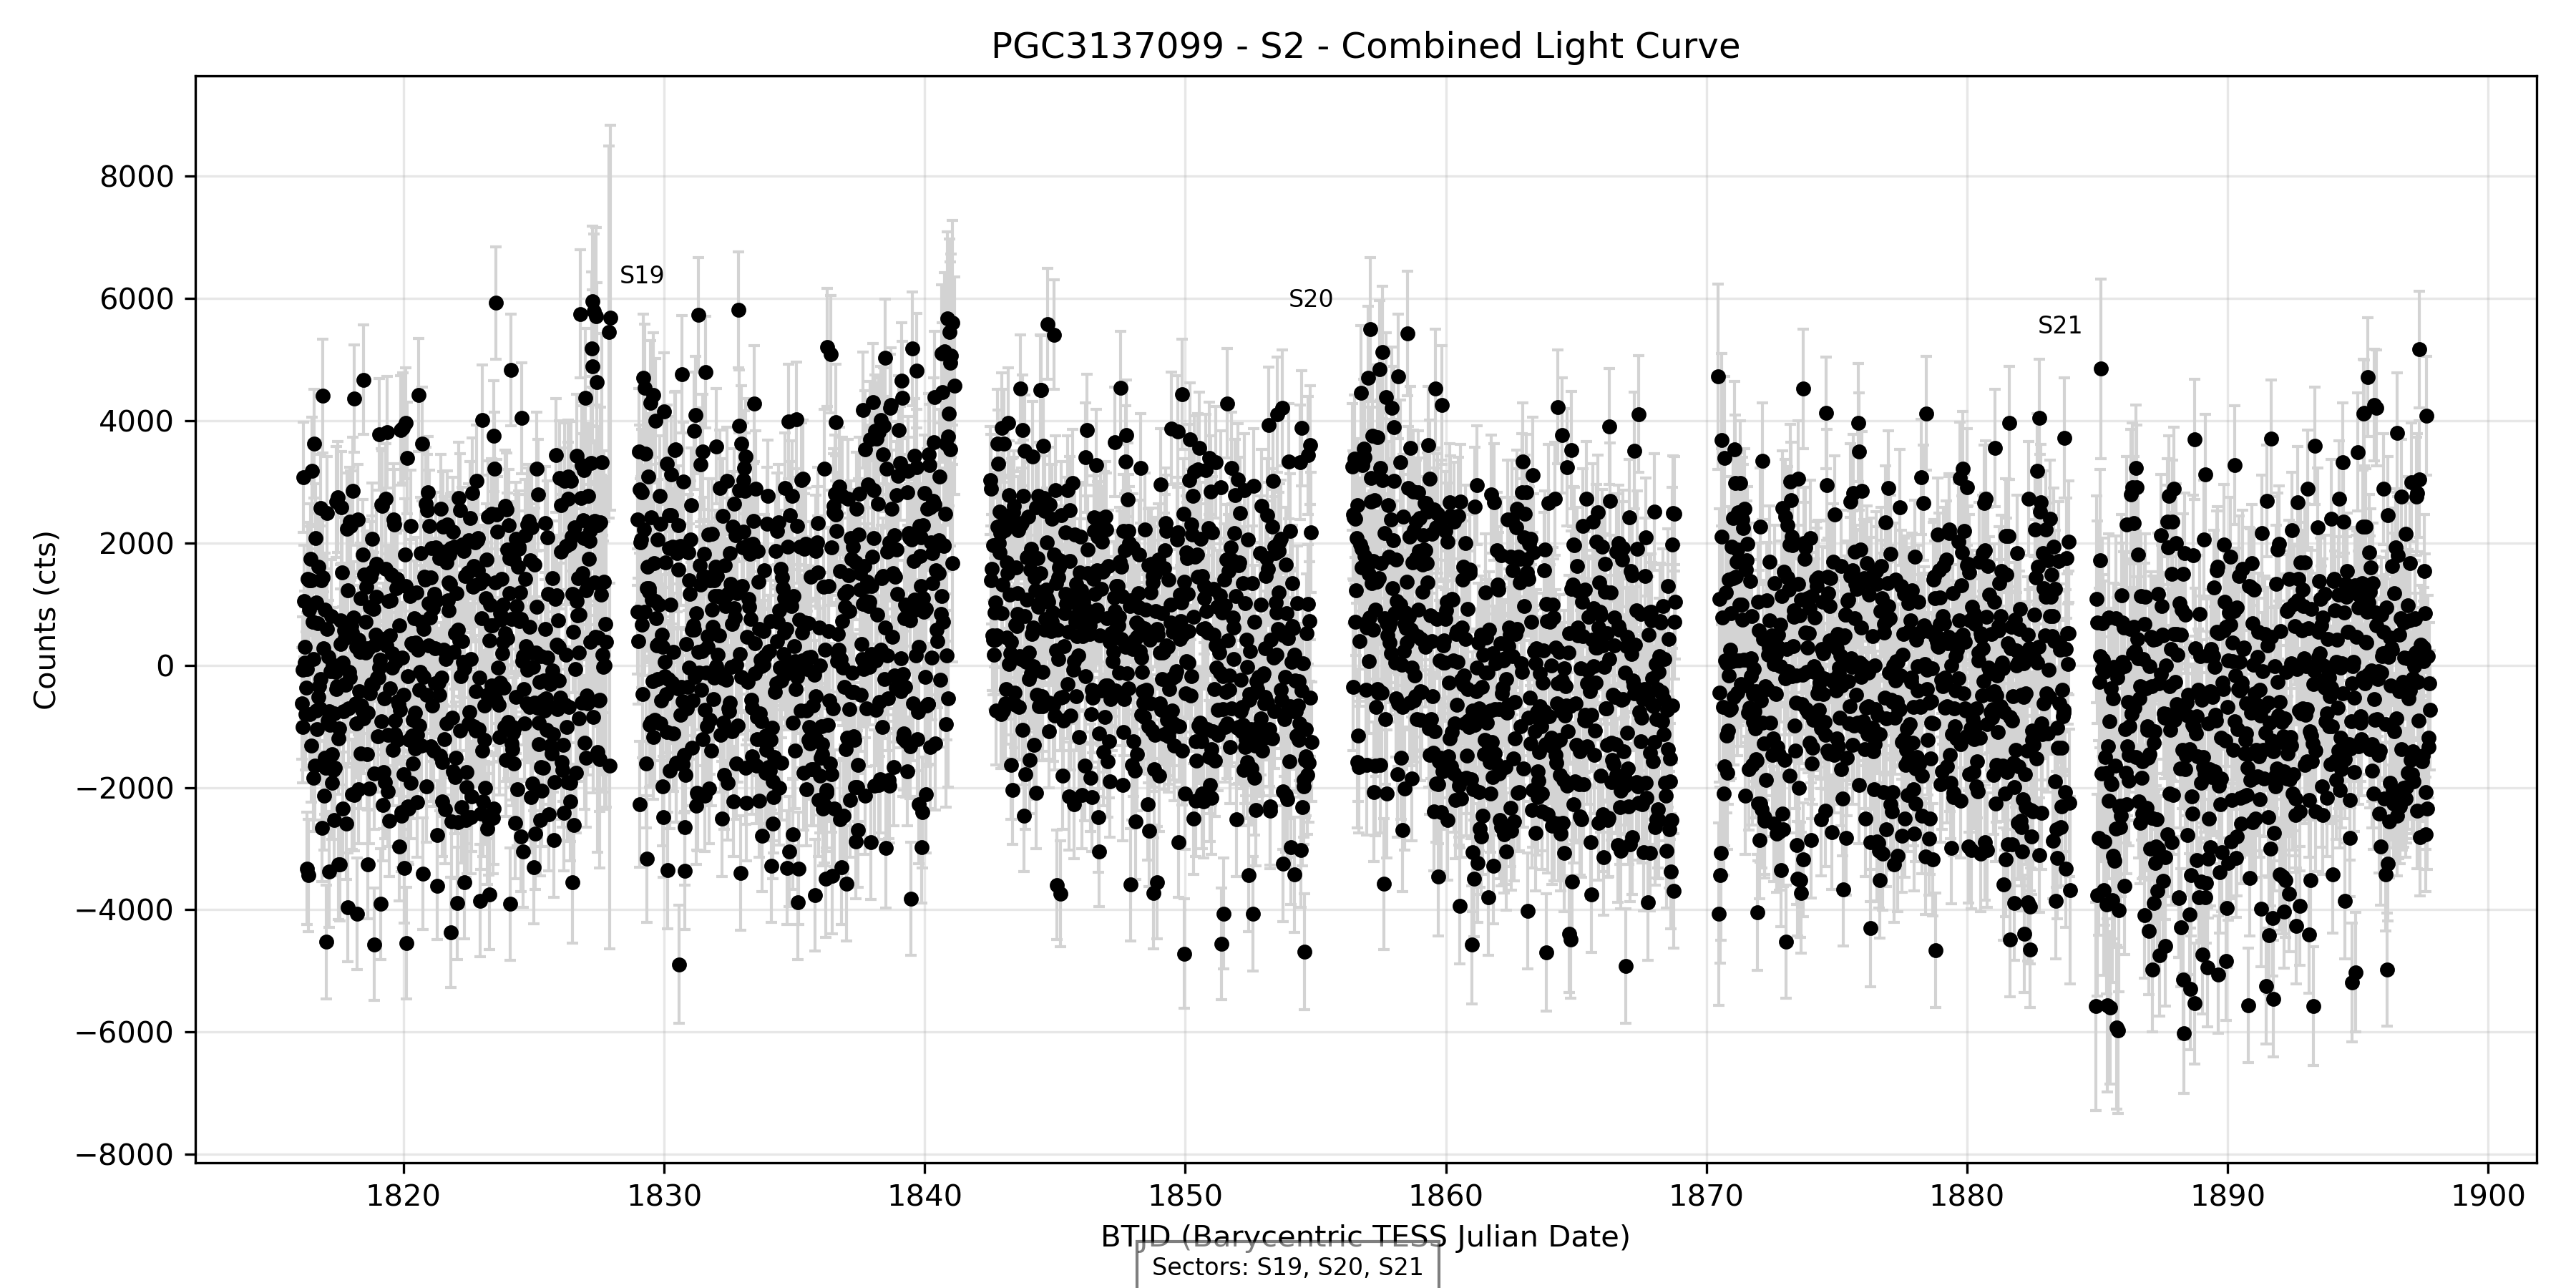 PGC3137099 - S2 - Combined Light Curve
Counts (cts)
8000
6000
4000
2000
0
−2000
−4000
−6000
−8000
S19
S20
S21
1820 1830 1840 1850 1860 1870 1880 1890 1900
BTJD (Barycentric TESS Julian Date)
Sectors: S19, S20, S21